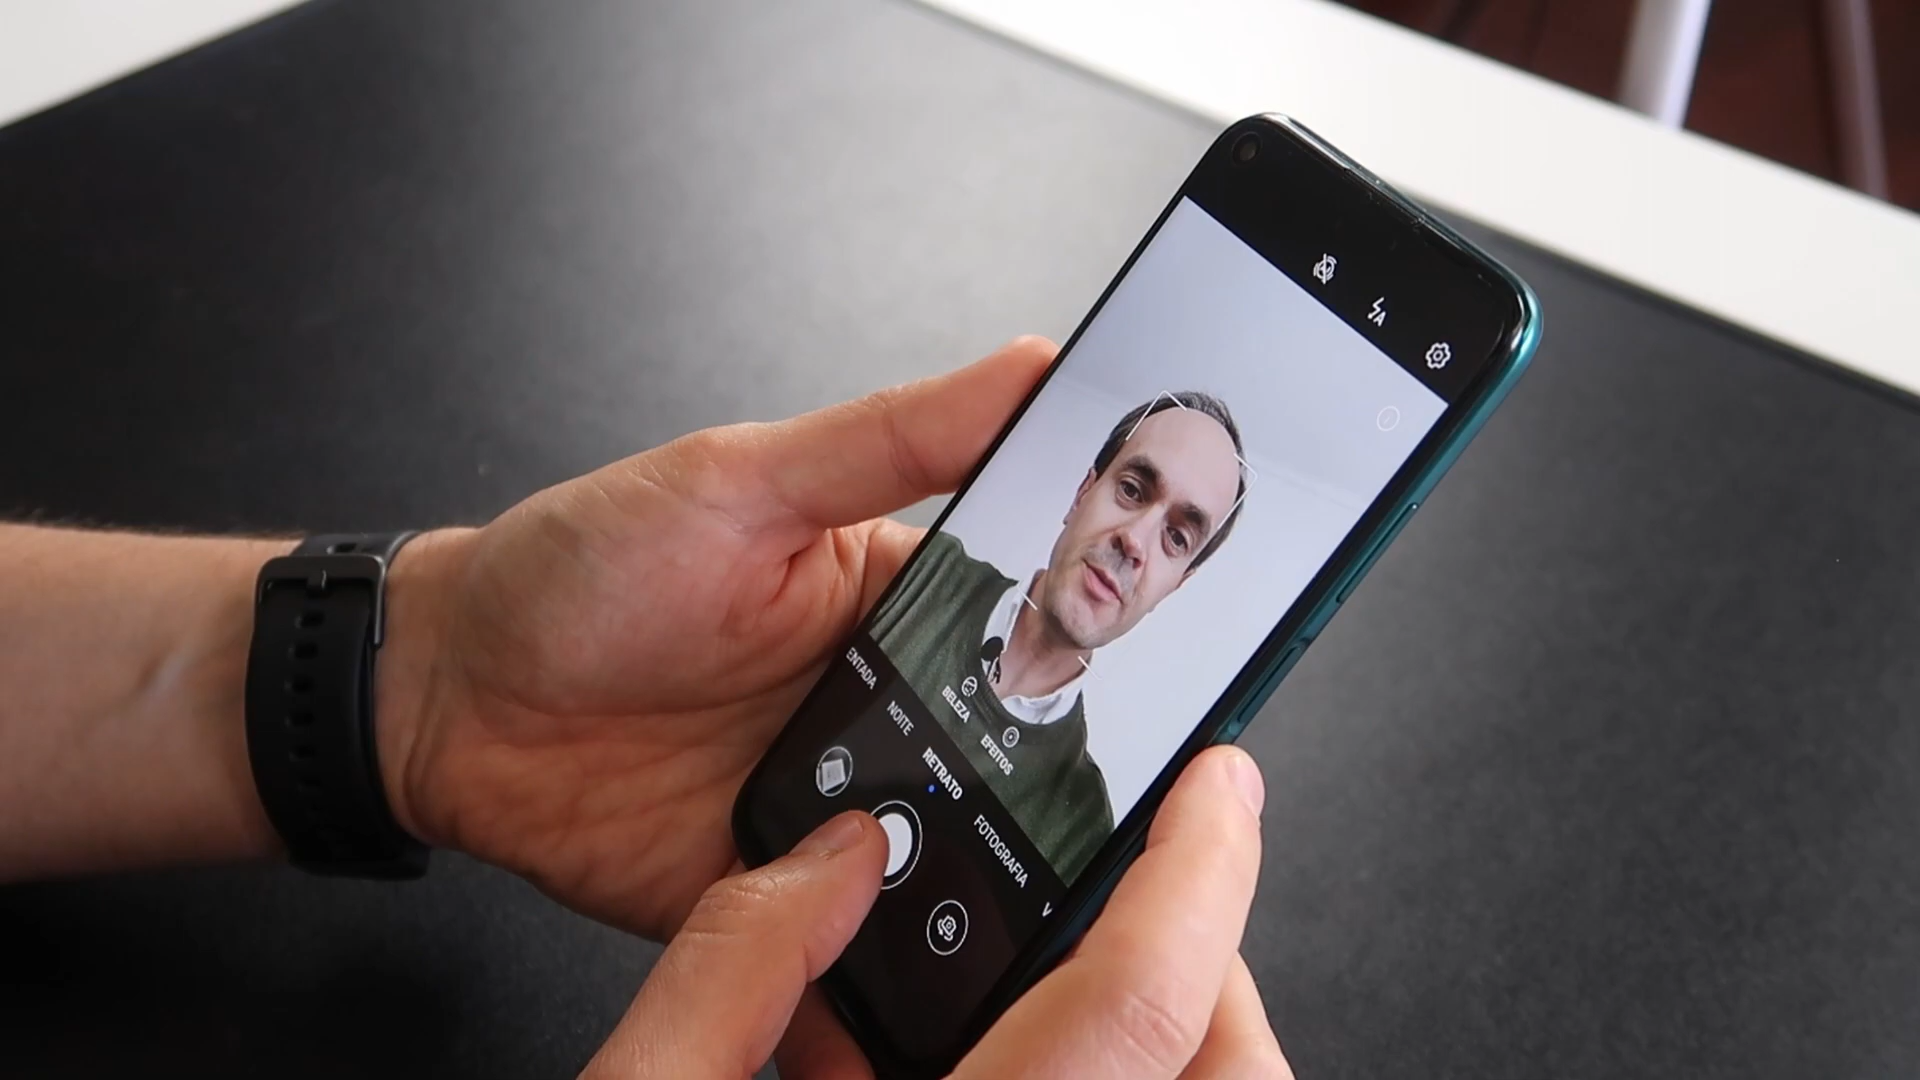 BELEZA
EFEITOS
ENTADA
NOITE
RETRATO
FOTOGRAFIA
V